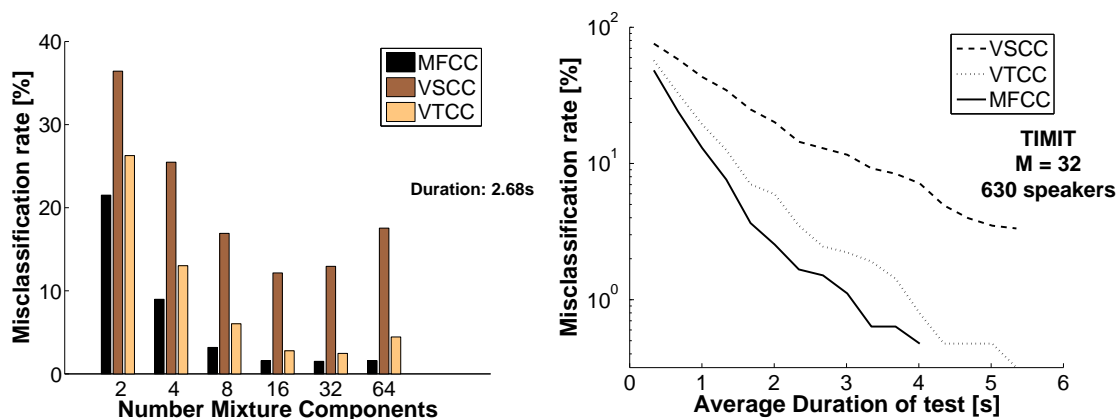 Misclassification rate [%]
40
30
20
10
0
2 4 8 16 32 64
Number Mixture Components
MFCC
VSCC
VTCC
Duration: 2.68s
Misclassification rate [%]
10^2
10^1
10^0
0 1 2 3 4 5 6
Average Duration of test [s]
VSCC
VTCC
MFCC
TIMIT
M = 32
630 speakers